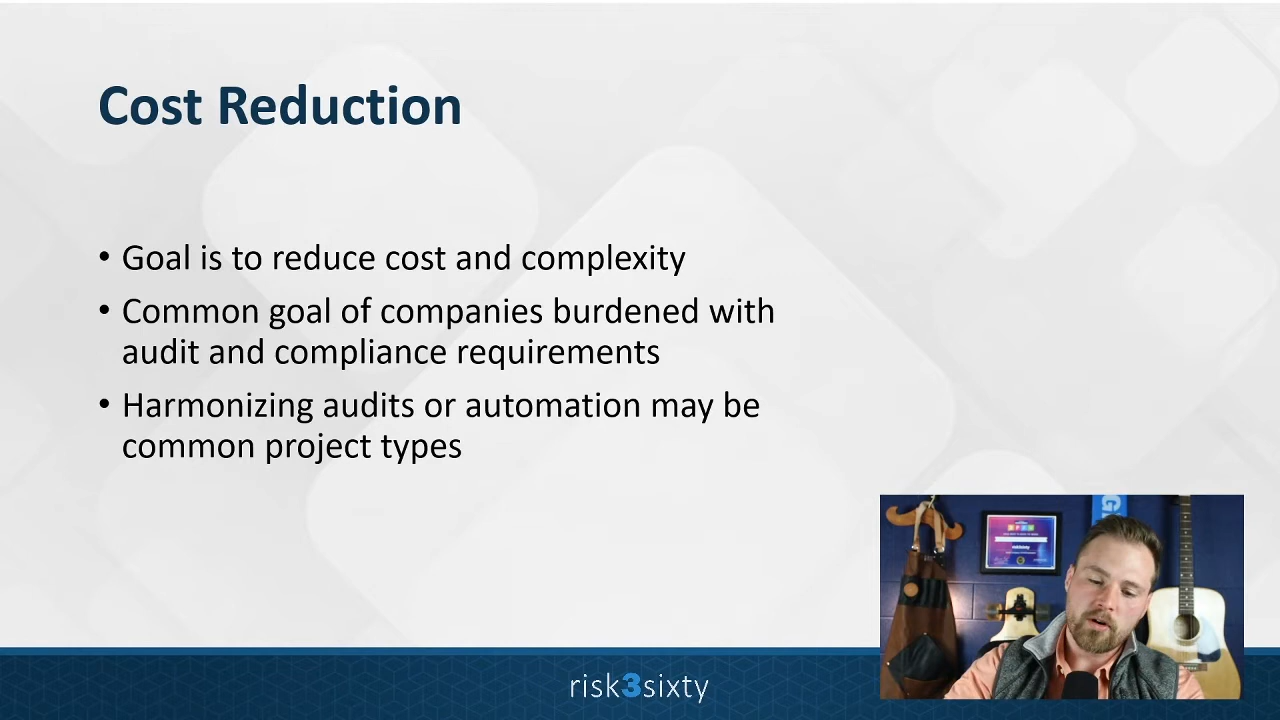 Cost Reduction
• Goal is to reduce cost and complexity
• Common goal of companies burdened with
audit and compliance requirements
• Harmonizing audits or automation may be
common project types
risk3sixty